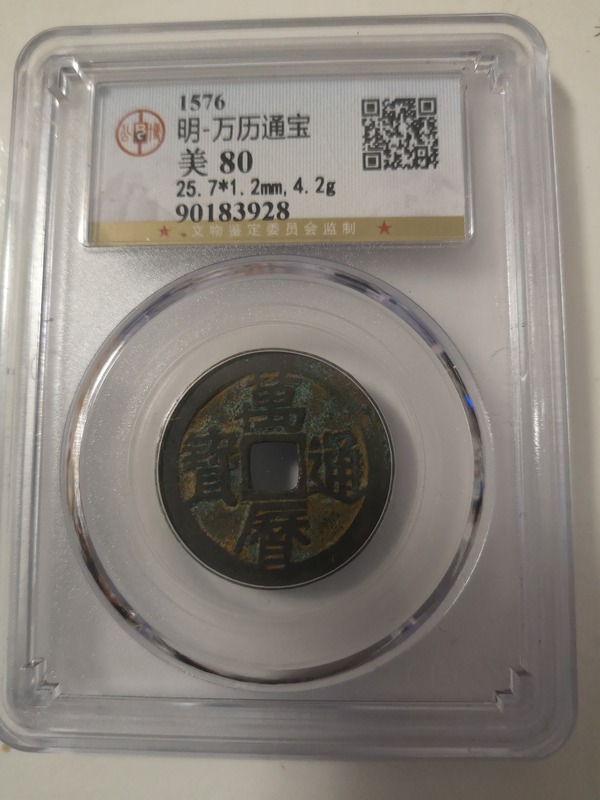 1576
明-万历通宝
美 80
25.7*1.2mm,4.2g
90183928
★ 文物鉴定委员会监制 ★
萬曆通寳